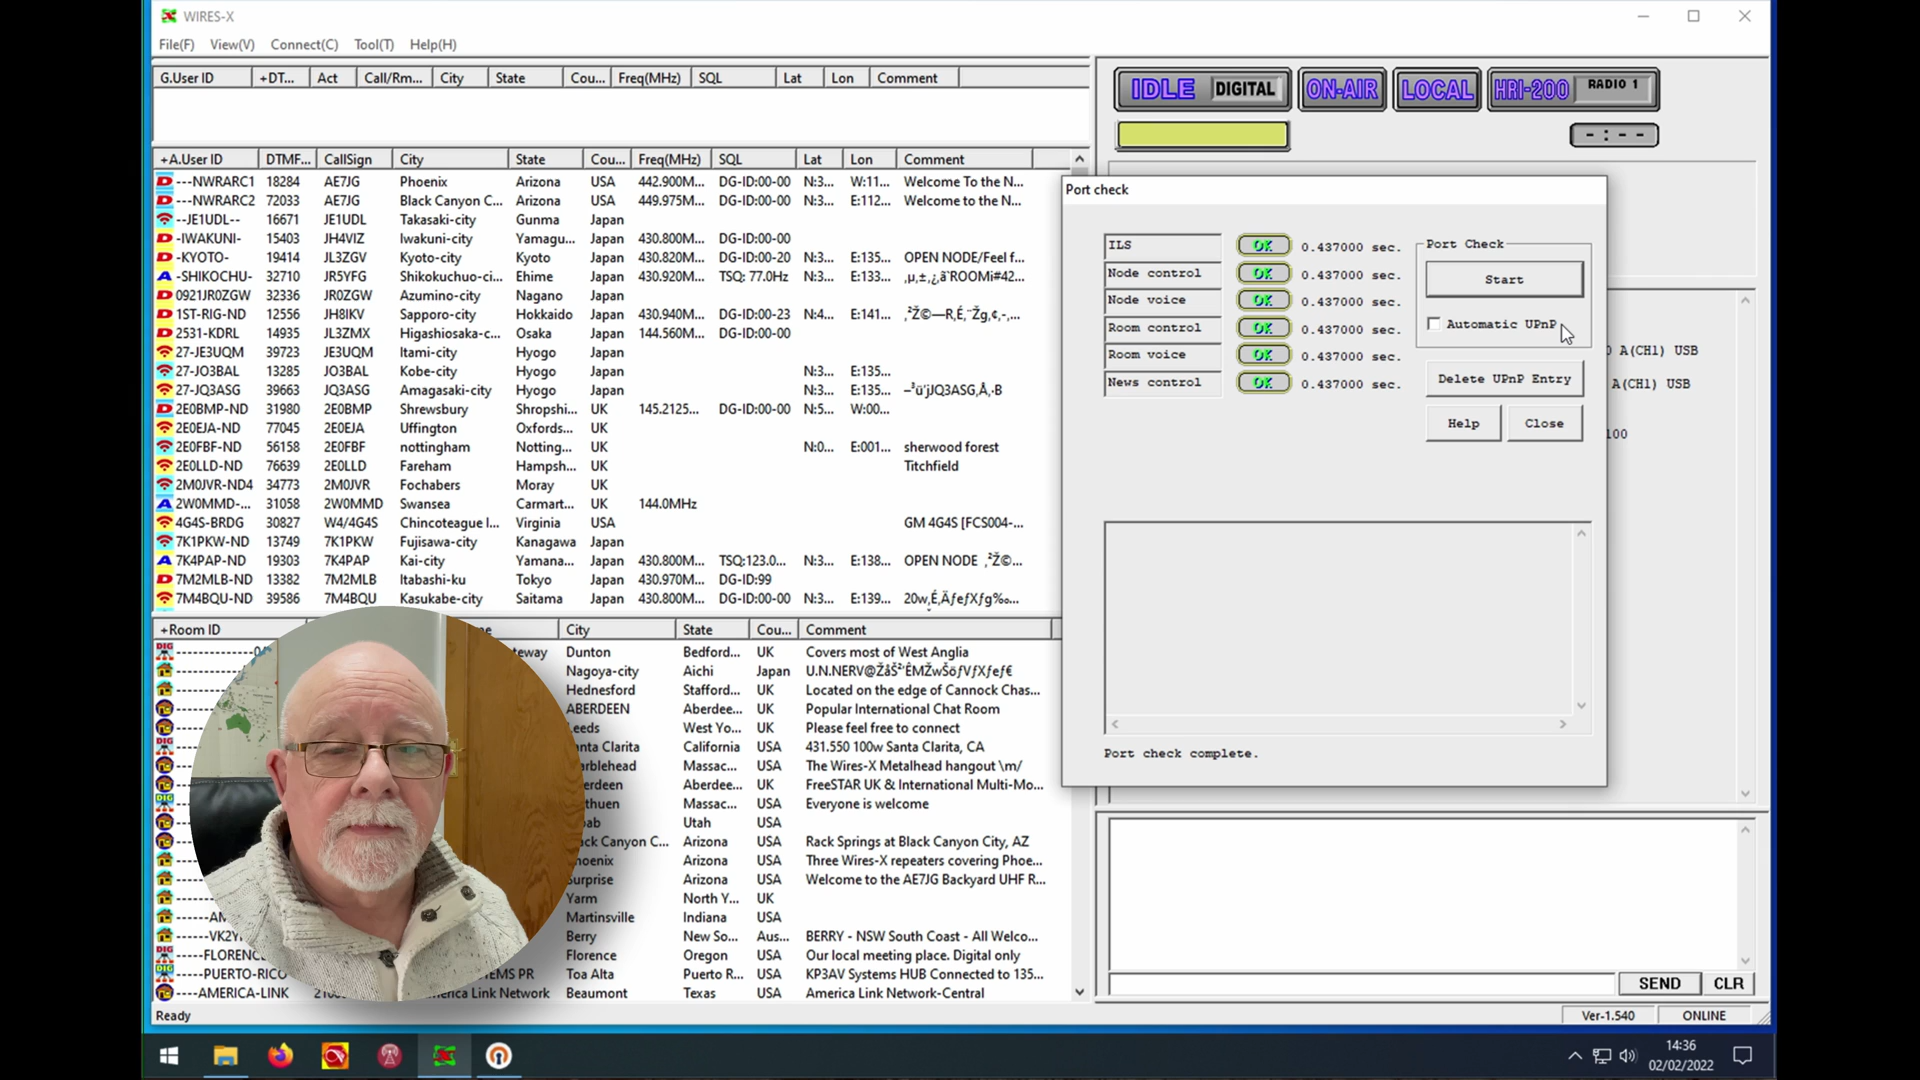 WIRES-X
File(F) View(V) Connect(C) Tool(T) Help(H)
G.User ID +DT... Act Call/Rm... City State Cou... Freq(MHz) SQL Lat Lon Comment
IDLE DIGITAL ON-AIR LOCAL HRI-200 RADIO 1
- : - -
+A.User ID DTMF... CallSign City State Cou... Freq(MHz) SQL Lat Lon Comment
D ---NWRARC1 18284 AE7JG Phoenix Arizona USA 442.900M... DG-ID:00-00 N:3... W:11... Welcome To the N...
D ---NWRARC2 72033 AE7JG Black Canyon C... Arizona USA 449.975M... DG-ID:00-00 N:3... E:112... Welcome to the N...
--JE1UDL-- 16671 JE1UDL Takasaki-city Gunma Japan
D -IWAKUNI- 15403 JH4VIZ Iwakuni-city Yamagu... Japan 430.800M... DG-ID:00-00
D -KYOTO- 19414 JL3ZGV Kyoto-city Kyoto Japan 430.820M... DG-ID:00-20 N:3... E:135... OPEN NODE/Feel f...
A -SHIKOCHU- 32710 JR5YFG Shikokuchuo-ci... Ehime Japan 430.920M... TSQ: 77.0Hz N:3... E:133...
D 0921JR0ZGW 32336 JR0ZGW Azumino-city Nagano Japan
D 1ST-RIG-ND 12556 JH8IKV Sapporo-city Hokkaido Japan 430.940M... DG-ID:00-23 N:4... E:141...
D 2531-KDRL 14935 JL3ZMX Higashiosaka-c... Osaka Japan 144.560M... DG-ID:00-00
27-JE3UQM 39723 JE3UQM Itami-city Hyogo Japan
27-JO3BAL 13285 JO3BAL Kobe-city Hyogo Japan N:3... E:135...
27-JQ3ASG 39663 JQ3ASG Amagasaki-city Hyogo Japan N:3... E:135...
D 2E0BMP-ND 31980 2E0BMP Shrewsbury Shropshi... UK 145.2125... DG-ID:00-00 N:5... W:00...
2E0EJA-ND 77045 2E0EJA Uffington Oxfords... UK
2E0FBF-ND 56158 2E0FBF nottingham Notting... UK N:0... E:001... sherwood forest
2E0LLD-ND 76639 2E0LLD Fareham Hampsh... UK Titchfield
2M0JVR-ND4 34773 2M0JVR Fochabers Moray UK
A 2W0MMD-... 31058 2W0MMD Swansea Carmart... UK 144.0MHz
4G4S-BRDG 30827 W4/4G4S Chincoteague I... Virginia USA GM 4G4S [FCS004-...
7K1PKW-ND 13749 7K1PKW Fujisawa-city Kanagawa Japan
A 7K4PAP-ND 19303 7K4PAP Kai-city Yamana... Japan 430.800M... TSQ:123.0... N:3... E:138... OPEN NODE
D 7M2MLB-ND 13382 7M2MLB Itabashi-ku Tokyo Japan 430.970M... DG-ID:99
7M4BQU-ND 39586 7M4BQU Kasukabe-city Saitama Japan 430.800M... DG-ID:00-00 N:3... E:139...
Port check
ILS OK 0.437000 sec.
Node control OK 0.437000 sec.
Node voice OK 0.437000 sec.
Room control OK 0.437000 sec.
Room voice OK 0.437000 sec.
News control OK 0.437000 sec.
Port Check
Start
Automatic UPnP
Delete UPnP Entry
Help Close
Port check complete.
A(CH1) USB
A(CH1) USB
100
+Room ID City State Cou... Comment
DIG Dunton Bedford... UK Covers most of West Anglia
Nagoya-city Aichi Japan
Hednesford Stafford... UK Located on the edge of Cannock Chas...
ABERDEEN Aberdee... UK Popular International Chat Room
eeds West Yo... UK Please feel free to connect
DIG anta Clarita California USA 431.550 100w Santa Clarita, CA
arblehead Massac... USA The Wires-X Metalhead hangout \m/
erdeen Aberdee... UK FreeSTAR UK & International Multi-Mo...
DIG thuen Massac... USA Everyone is welcome
ab Utah USA
ack Canyon C... Arizona USA Rack Springs at Black Canyon City, AZ
hoenix Arizona USA Three Wires-X repeaters covering Phoe...
urprise Arizona USA Welcome to the AE7JG Backyard UHF R...
Yarm North Y... UK
Martinsville Indiana USA
Berry New So... Aus... BERRY - NSW South Coast - All Welco...
DIG Florence Oregon USA Our local meeting place. Digital only
DIG ----PUERTO-RICO EMS PR Toa Alta Puerto R... USA KP3AV Systems HUB Connected to 135...
----AMERICA-LINK erica Link Network Beaumont Texas USA America Link Network-Central
SEND CLR
Ready Ver-1.540 ONLINE
14:36
02/02/2022